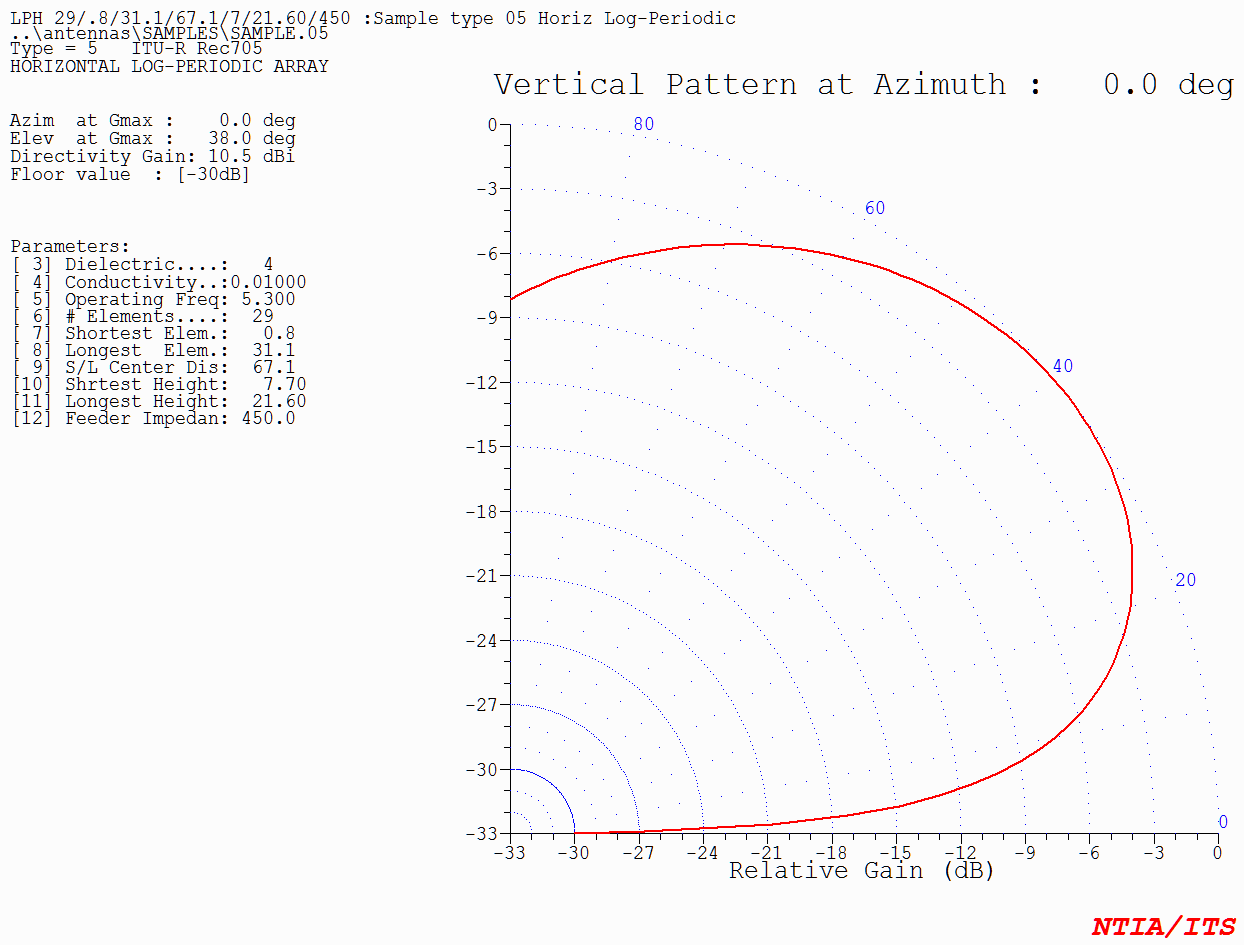 LPH 29/.8/31.1/67.1/7/21.60/450 :Sample type 05 Horiz Log-Periodic
..\antennas\SAMPLES\SAMPLE.05
Type = 5   ITU-R Rec705
HORIZONTAL LOG-PERIODIC ARRAY
Vertical Pattern at Azimuth :   0.0 deg
Azim  at Gmax :    0.0 deg
Elev  at Gmax :   38.0 deg
Directivity Gain: 10.5 dBi
Floor value  : [-30dB]
Parameters:
[ 3] Dielectric....:   4
[ 4] Conductivity..:0.01000
[ 5] Operating Freq: 5.300
[ 6] # Elements....:  29
[ 7] Shortest Elem.:   0.8
[ 8] Longest  Elem.:  31.1
[ 9] S/L Center Dis:  67.1
[10] Shrtest Height:   7.70
[11] Longest Height:  21.60
[12] Feeder Impedan: 450.0
0
-3
-6
-9
-12
-15
-18
-21
-24
-27
-30
-33
80
60
40
20
0
-33 -30 -27 -24 -21 -18 -15 -12 -9 -6 -3 0
Relative Gain (dB)
NTIA/ITS